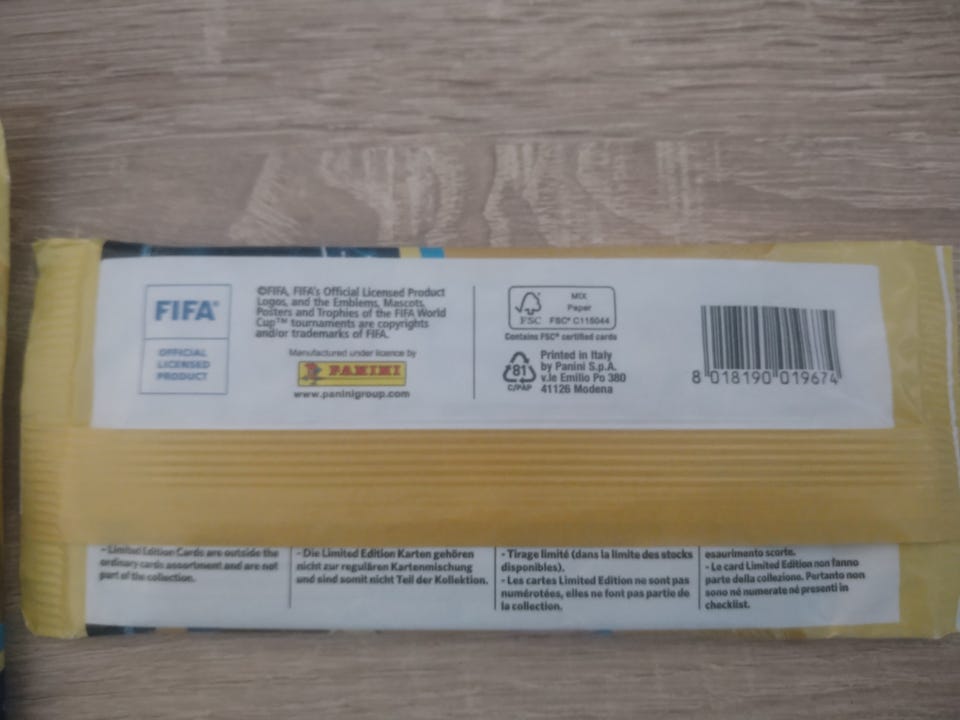 FIFA®
OFFICIAL
LICENSED
PRODUCT
©FIFA, FIFA's Official Licensed Product
Logos, and the Emblems, Mascots,
Posters and Trophies of the FIFA World
Cup™ tournaments are copyrights
and/or trademarks of FIFA.
Manufactured under licence by
PANINI
www.paninigroup.com
FSC
MIX
Paper
FSC® C115044
Contains FSC® certified cards
81
C/PAP
Printed in Italy
by Panini S.p.A.
v.le Emilio Po 380
41126 Modena
8 018190 019674
- Limited Edition Cards are outside the
ordinary cards assortment and are not
part of the collection.
- Die Limited Edition Karten gehören
nicht zur regulären Kartenmischung
und sind somit nicht Teil der Kollektion.
- Tirage limité (dans la limite des stocks
disponibles).
- Les cartes Limited Edition ne sont pas
numérotées, elles ne font pas partie de
la collection.
esaurimento scorte.
- Le card Limited Edition non fanno
parte della collezione. Pertanto non
sono né numerate né presenti in
checklist.